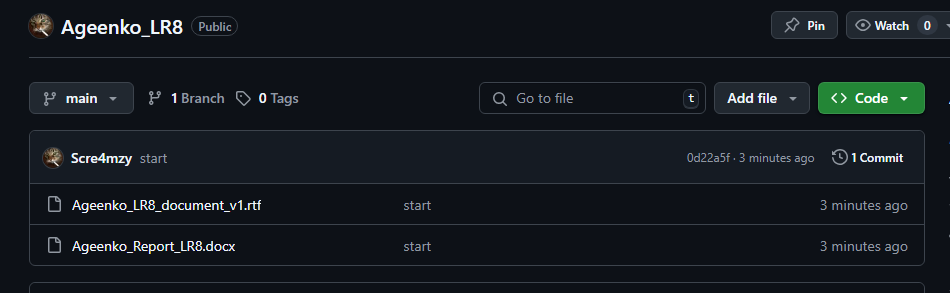 Ageenko_LR8 Public Pin Watch 0
main 1 Branch 0 Tags Go to file t Add file Code
Scre4mzy start 0d22a5f · 3 minutes ago 1 Commit
Ageenko_LR8_document_v1.rtf start 3 minutes ago
Ageenko_Report_LR8.docx start 3 minutes ago